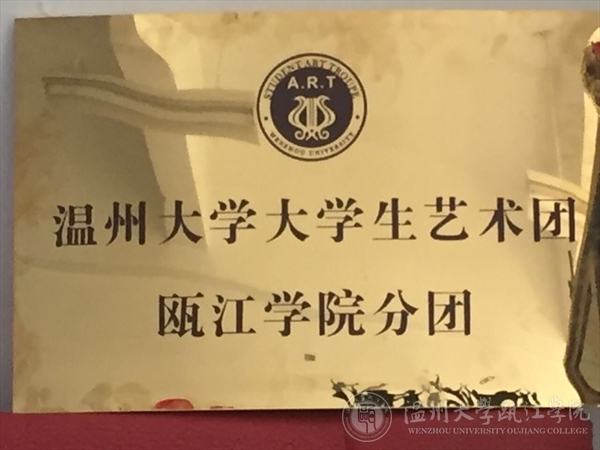 STUDENT ART TROUPE
A.R.T
WENZHOU UNIVERSITY
温州大学大学生艺术团
瓯江学院分团
温州大学瓯江学院
WENZHOU UNIVERSITY OUJIANG COLLEGE